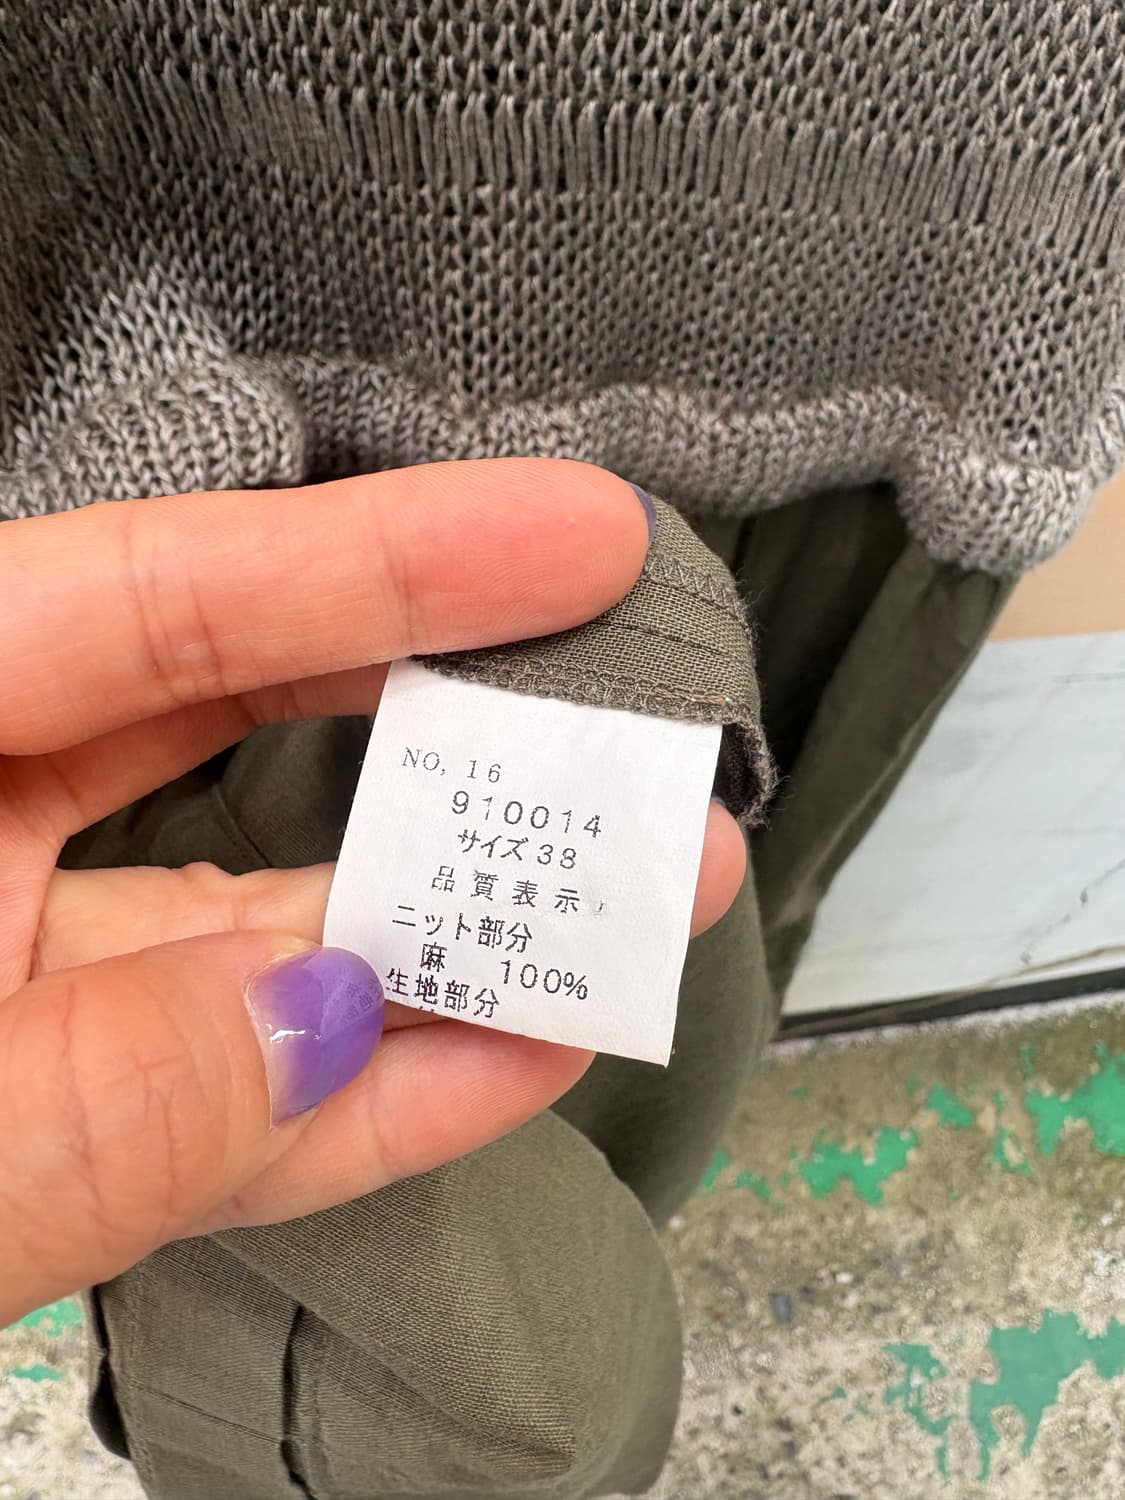 NO, 16
910014
サイズ38
品質表示
ニット部分
麻 100%
生地部分